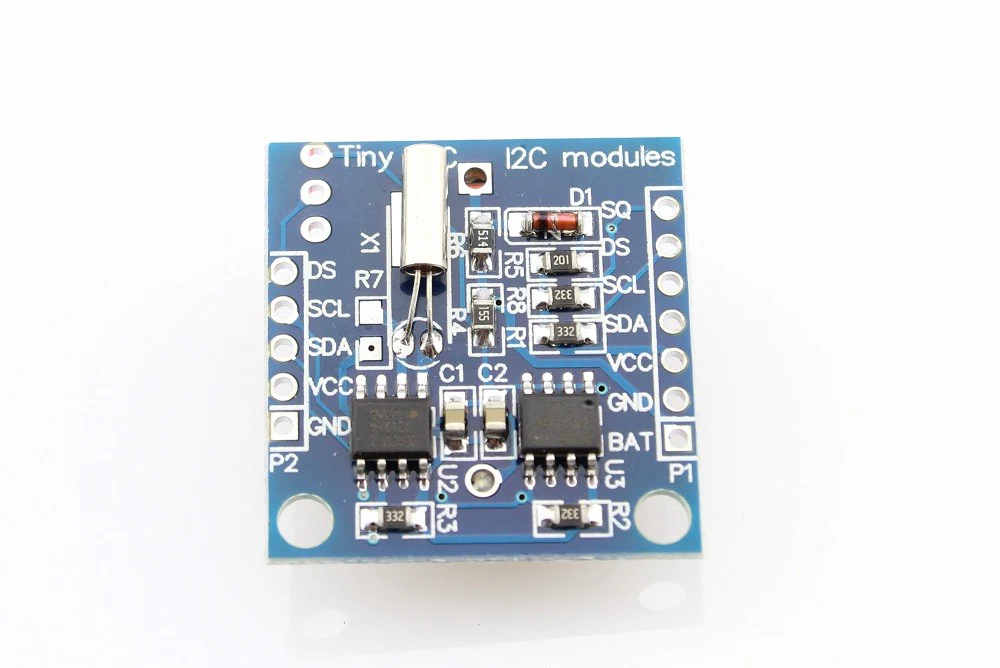 Tiny C I2C modules
D1
SQ
DS
SCL
SDA
VCC
GND
BAT
P1
X1
R7
R6
514
R5
201
R8
332
R4
155
R1
332
DS
SCL
SDA
VCC
GND
P2
C1 C2
U2
U3
R3
332
R2
332